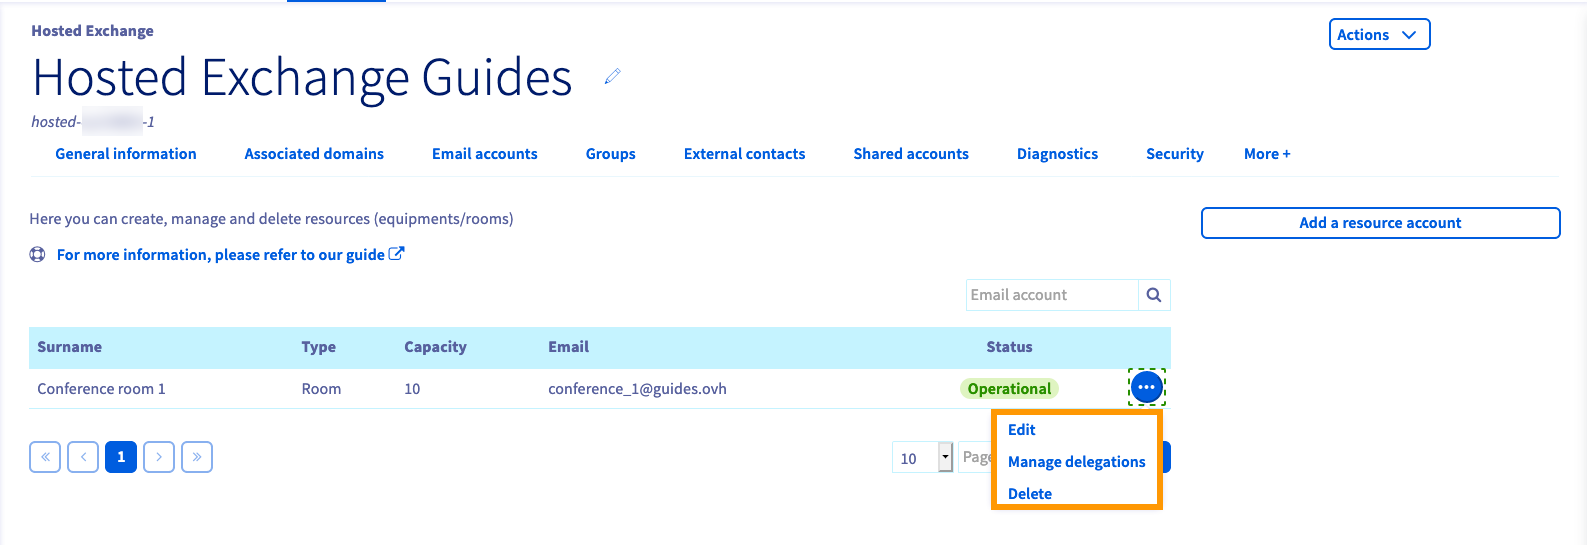 Hosted Exchange
Actions
Hosted Exchange Guides
hosted- -1
General information Associated domains Email accounts Groups External contacts Shared accounts Diagnostics Security More +
Here you can create, manage and delete resources (equipments/rooms)
Add a resource account
For more information, please refer to our guide
Email account
Surname Type Capacity Email Status
Conference room 1 Room 10 conference_1@guides.ovh Operational ...
Edit
« ‹ 1 › » 10 Page
Manage delegations
Delete